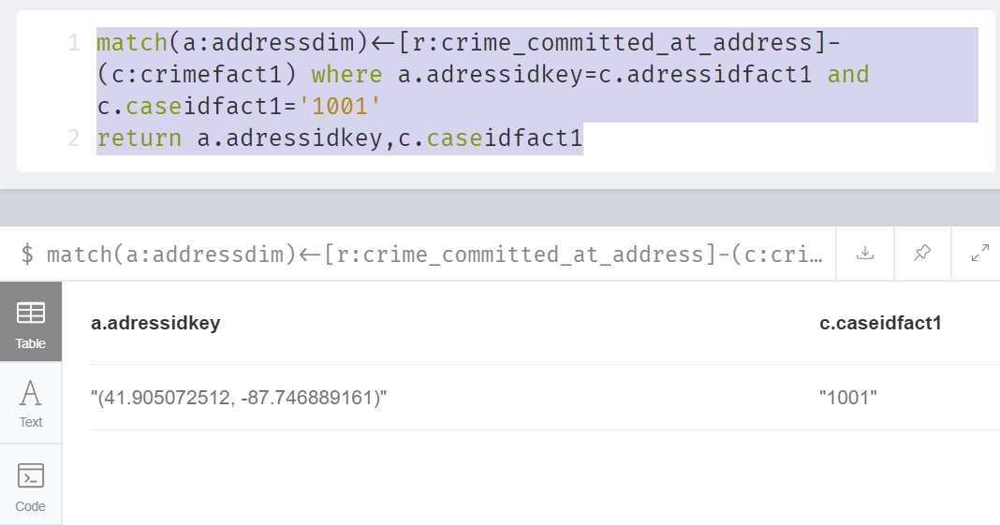 1 match(a:addressdim)<-[r:crime_committed_at_address]-
(c:crimefact1) where a.adressidkey=c.adressidfact1 and
c.caseidfact1='1001'
2 return a.adressidkey,c.caseidfact1
$ match(a:addressdim)<-[r:crime_committed_at_address]-(c:cri…
a.adressidkey c.caseidfact1
Table
"(41.905072512, -87.746889161)" "1001"
A
Text
Code